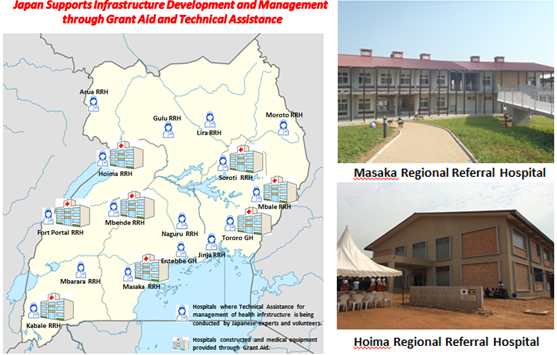 Japan Supports Infrastructure Development and Management
through Grant Aid and Technical Assistance
Arua RRH
Gulu RRH
Lira RRH
Moroto RRH
Hoima RRH
Soroti RRH
Mbale RRH
Fort Portal RRH
Mbende RRH
Naguru RRH
Tororo GH
Entebbe GH
Jinja RRH
Mbarara RRH
Masaka RRH
Kabale RRH
Hospitals where Technical Assistance for
management of health infrstructure is being
conducted by Japanese experts and volunteers.
Hospitals constructed and medical equipment
provided through Grant Aid.
Masaka Regional Referral Hospital
Hoima Regional Referral Hospital